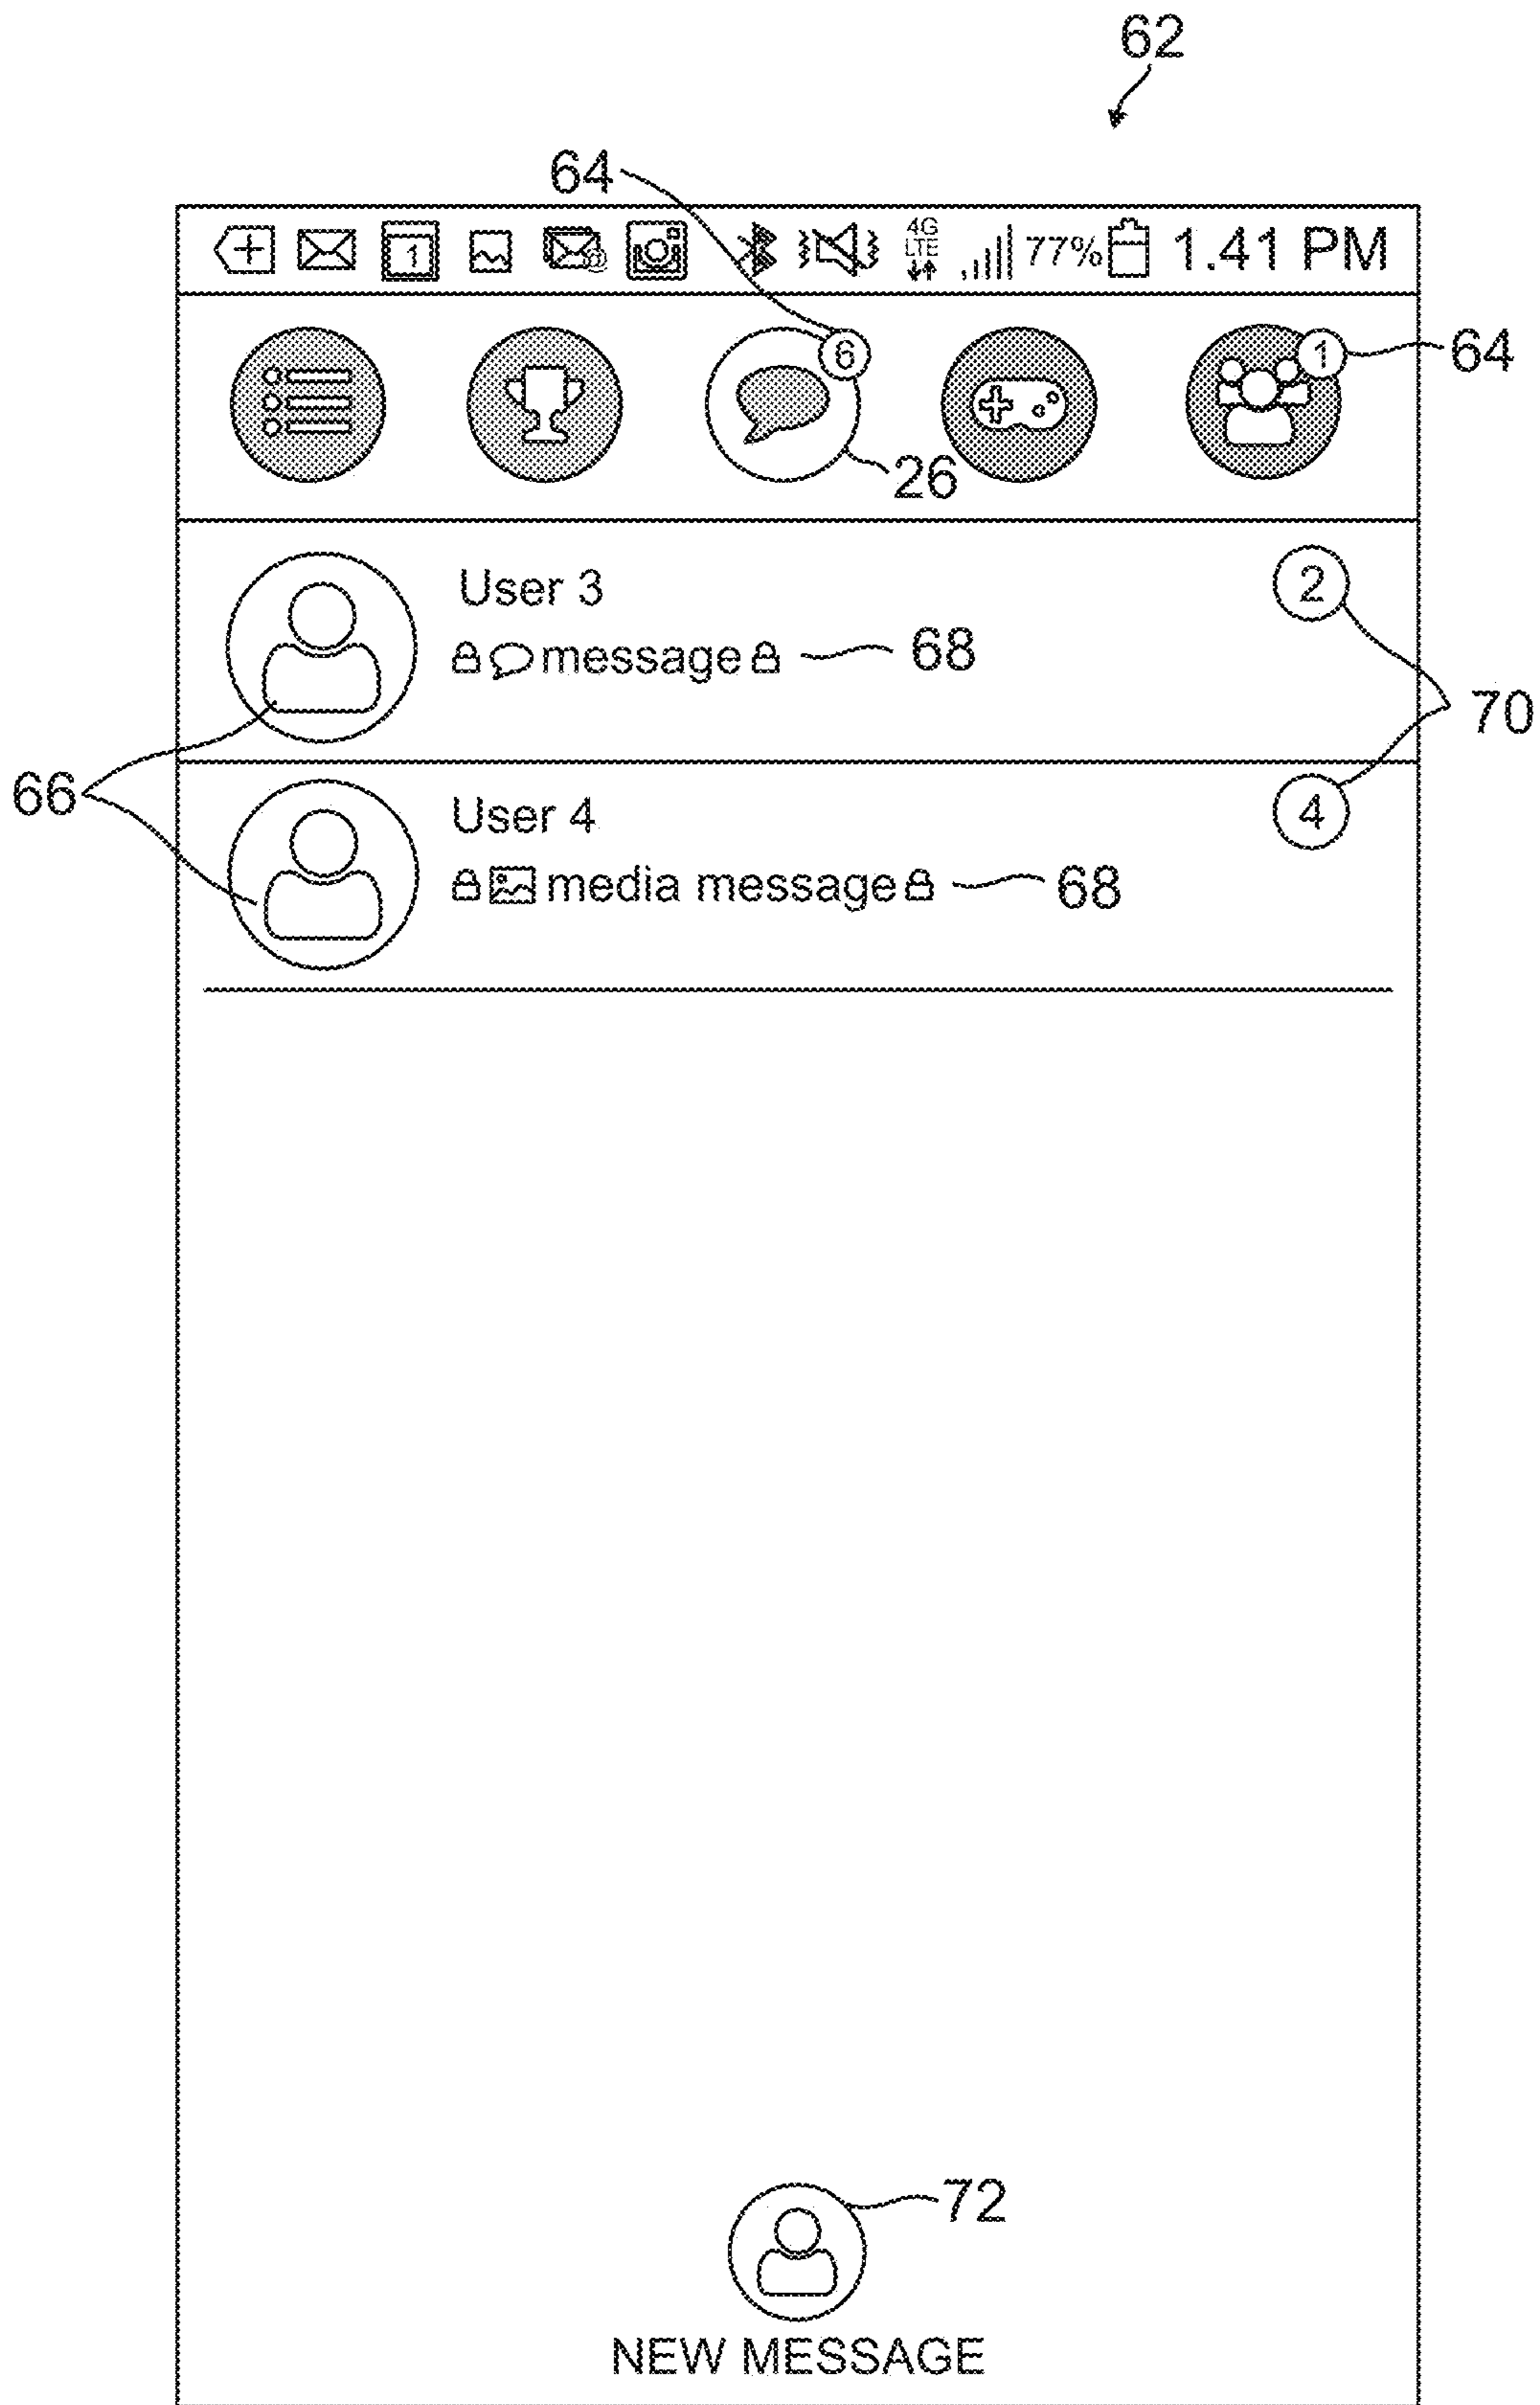 62
64
1 4G LTE 77% 1.41 PM
6 1 64
26
User 3 2
message 68
70
66
User 4 4
media message 68
72
NEW MESSAGE